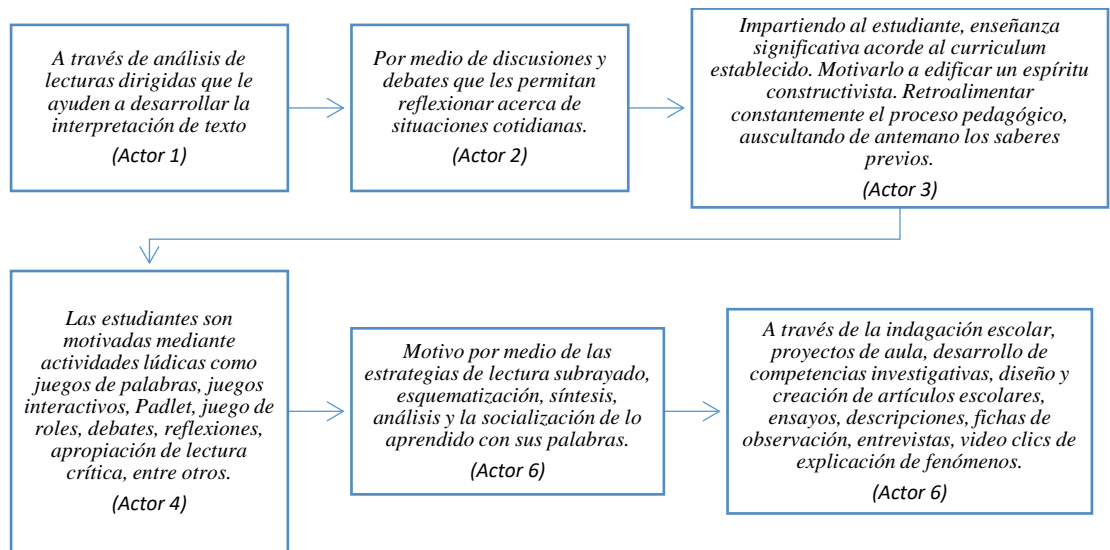 A través de análisis de
lecturas dirigidas que le
ayuden a desarrollar la
interpretación de texto
(Actor 1)
Por medio de discusiones y
debates que les permitan
reflexionar acerca de
situaciones cotidianas.
(Actor 2)
Impartiendo al estudiante, enseñanza
significativa acorde al curriculum
establecido. Motivarlo a edificar un espíritu
constructivista. Retroalimentar
constantemente el proceso pedagógico,
auscultando de antemano los saberes
previos.
(Actor 3)
Las estudiantes son
motivadas mediante
actividades lúdicas como
juegos de palabras, juegos
interactivos, Padlet, juego de
roles, debates, reflexiones,
apropiación de lectura
crítica, entre otros.
(Actor 4)
Motivo por medio de las
estrategias de lectura subrayado,
esquematización, síntesis,
análisis y la socialización de lo
aprendido con sus palabras.
(Actor 6)
A través de la indagación escolar,
proyectos de aula, desarrollo de
competencias investigativas, diseño y
creación de artículos escolares,
ensayos, descripciones, fichas de
observación, entrevistas, video clics de
explicación de fenómenos.
(Actor 6)